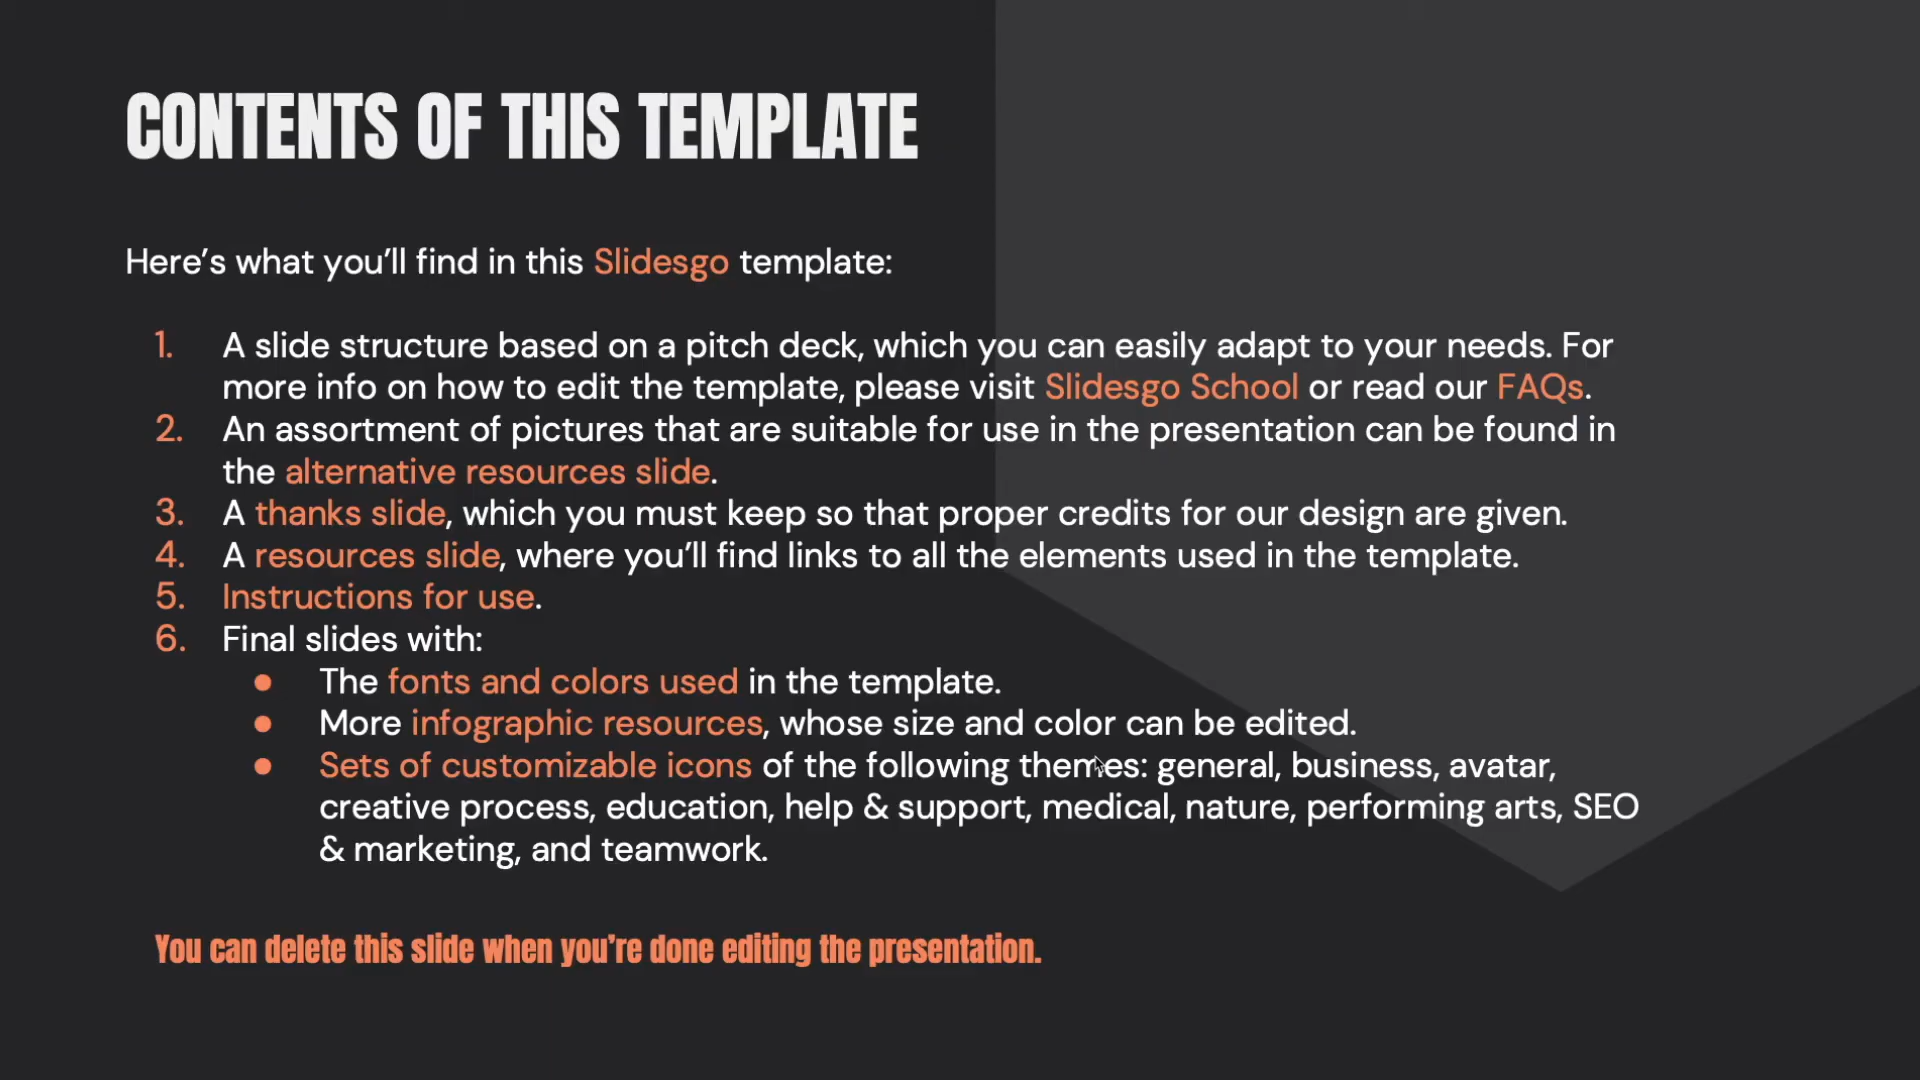 CONTENTS OF THIS TEMPLATE
Here’s what you’ll find in this Slidesgo template:
1. A slide structure based on a pitch deck, which you can easily adapt to your needs. For
more info on how to edit the template, please visit Slidesgo School or read our FAQs.
2. An assortment of pictures that are suitable for use in the presentation can be found in
the alternative resources slide.
3. A thanks slide, which you must keep so that proper credits for our design are given.
4. A resources slide, where you’ll find links to all the elements used in the template.
5. Instructions for use.
6. Final slides with:
● The fonts and colors used in the template.
● More infographic resources, whose size and color can be edited.
● Sets of customizable icons of the following themes: general, business, avatar,
creative process, education, help & support, medical, nature, performing arts, SEO
& marketing, and teamwork.
You can delete this slide when you’re done editing the presentation.